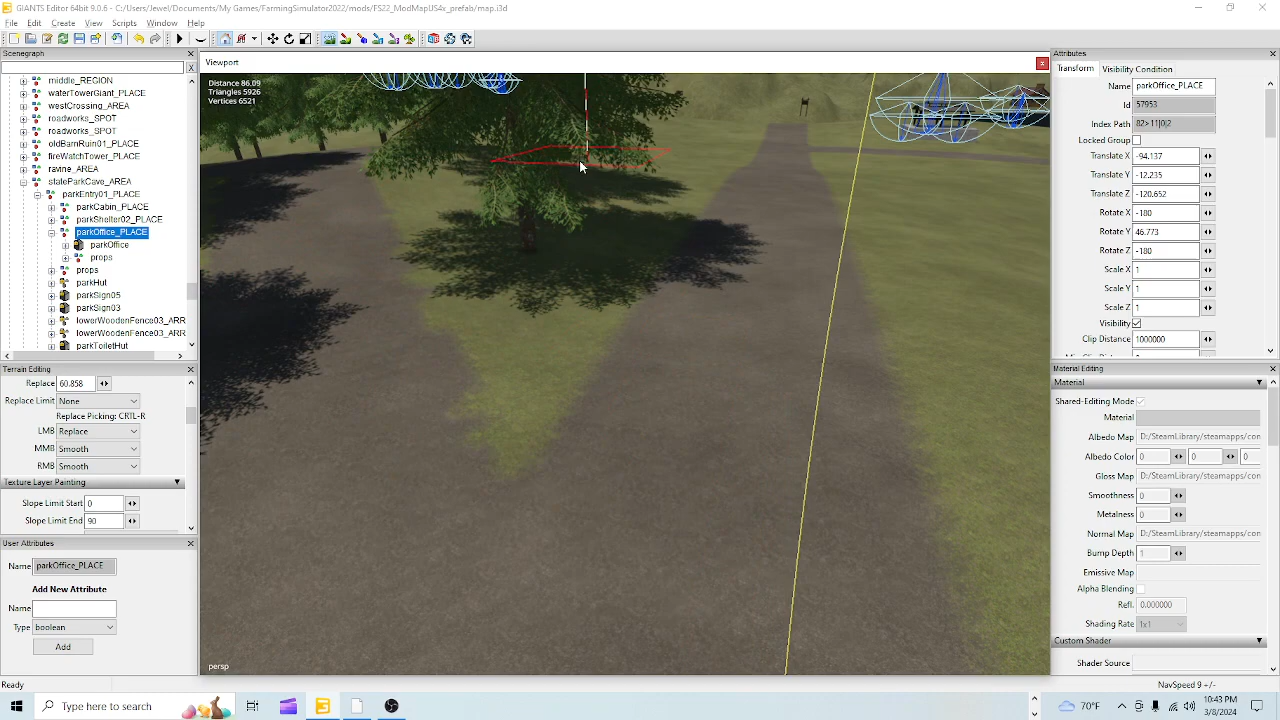 GIANTS Editor 64bit 9.0.6 - C:/Users/Jewel/Documents/My Games/FarmingSimulator2022/mods/FS22_ModMapUS4x_prefab/map.i3d
File Edit Create View Scripts Window Help
Scenegraph
X
middle_REGION
waterTowerGiant_PLACE
westCrossing_AREA
roadworks_SPOT
roadworks_SPOT
oldBarnRuin01_PLACE
fireWatchTower_PLACE
ravine_AREA
stateParkCave_AREA
parkEntry01_PLACE
parkCabin_PLACE
parkShelter02_PLACE
parkOffice_PLACE
parkOffice
props
props
parkHut
parkSign05
parkSign03
lowerWoodenFence03_ARR
lowerWoodenFence03_ARR
parkToiletHut
Terrain Editing
Replace 60.858
Replace Limit None
Replace Picking: CRTL-R
LMB Replace
MMB Smooth
RMB Smooth
Texture Layer Painting
Slope Limit Start 0
Slope Limit End 90
User Attributes
Name parkOffice_PLACE
Add New Attribute
Name
Type boolean
Add
Ready
Viewport
Distance 86.09
Triangles 5926
Vertices 6521
persp
Attributes
Transform Visibility Condition
Name parkOffice_PLACE
Id 57953
Index Path 82>11|0|2
Locked Group
Translate X -94.137
Translate Y -12.235
Translate Z -120.652
Rotate X -180
Rotate Y 46.773
Rotate Z -180
Scale X 1
Scale Y 1
Scale Z 1
Visibility
Clip Distance 1000000
Material Editing
Material
Shared-Editing Mode
Material
Albedo Map D:/SteamLibrary/steamapps/con
Albedo Color 0 0 0
Gloss Map D:/SteamLibrary/steamapps/con
Smoothness 0
Metalness 0
Normal Map D:/SteamLibrary/steamapps/con
Bump Depth 1
Emissive Map
Alpha Blending
Refl. 0.000000
Shading Rate 1x1
Custom Shader
Shader Source
NavSpeed 9 +/-
Type here to search
70°F
10:43 PM
3/8/2024